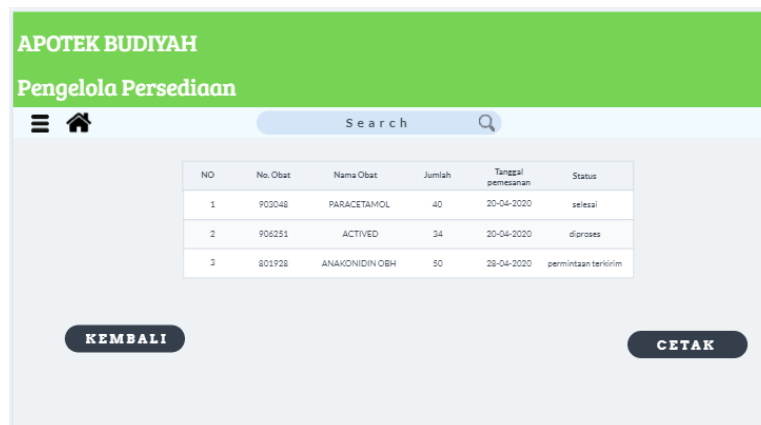 APOTEK BUDIYAH
Pengelola Persediaan
Search
NO No. Obat Nama Obat Jumlah Tanggal pemesanan Status
1 903048 PARACETAMOL 40 20-04-2020 selesai
2 906251 ACTIVED 34 20-04-2020 diproses
3 801928 ANAKONIDIN OBH 50 28-04-2020 permintaan terkirim
KEMBALI
CETAK